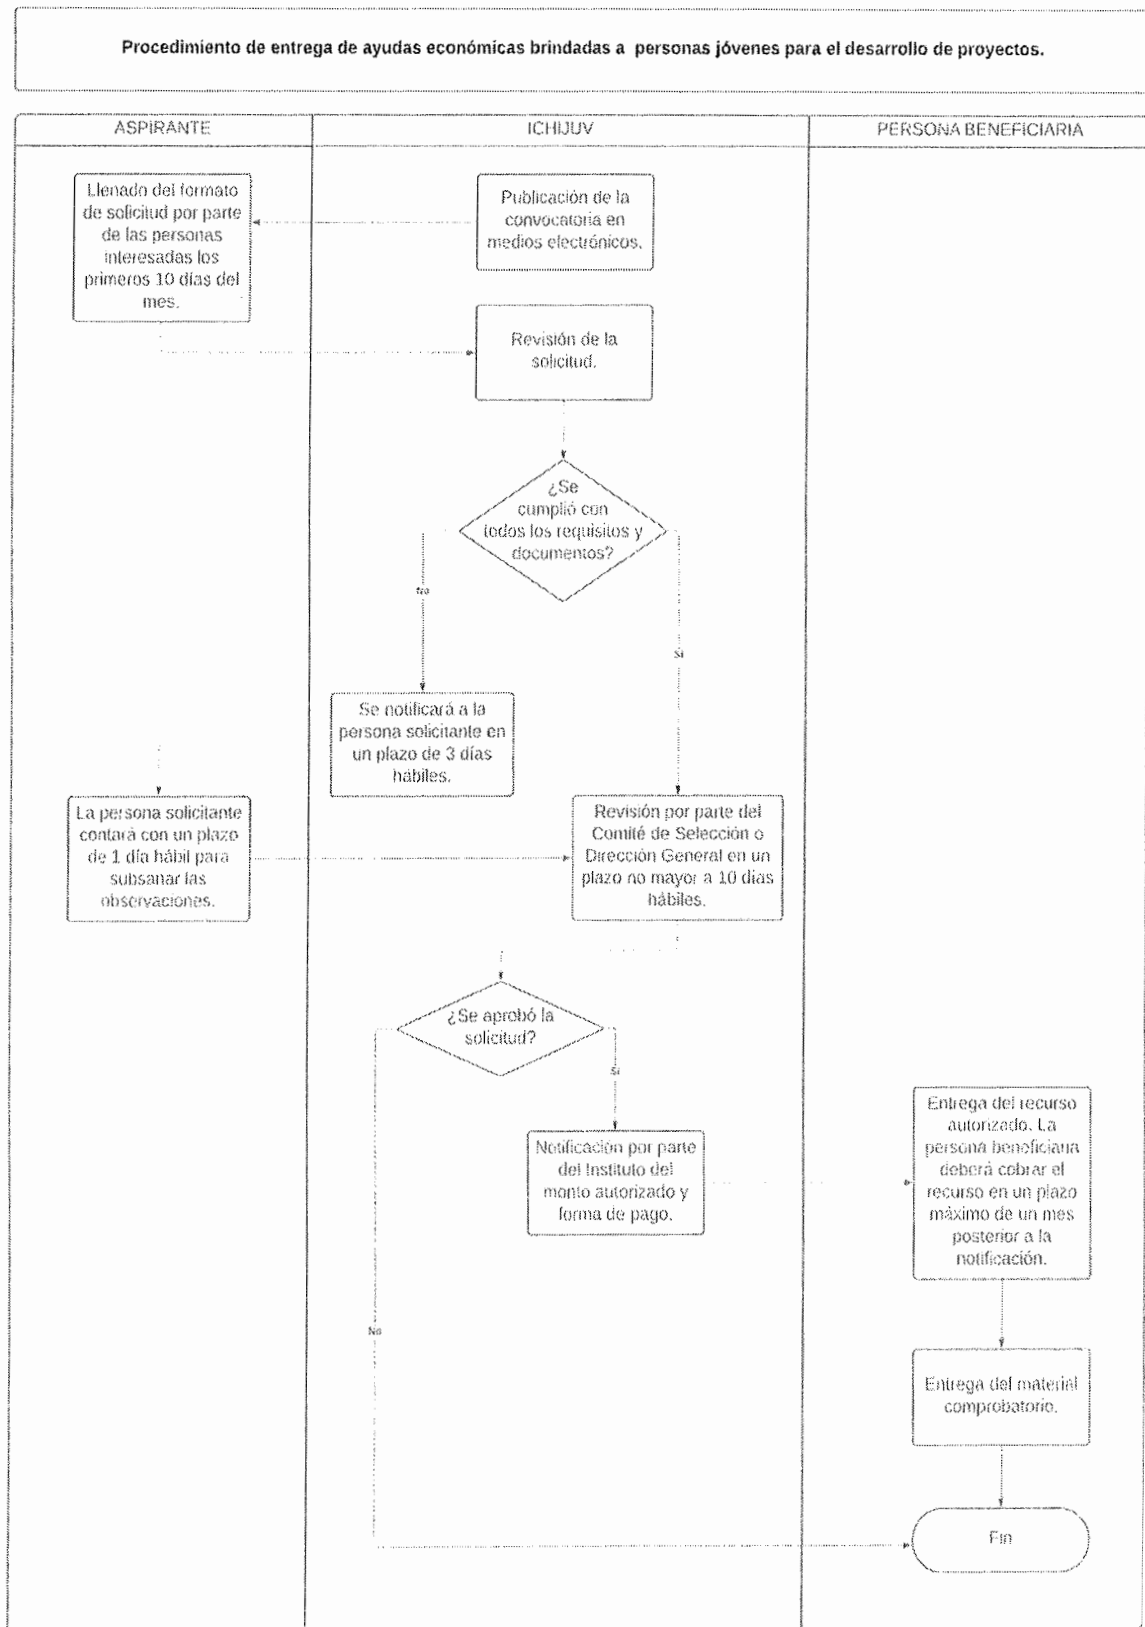 Procedimiento de entrega de ayudas económicas brindadas a personas jóvenes para el desarrollo de proyectos.
ASPIRANTE
ICHIJUV
PERSONA BENEFICIARIA
Llenado del formato
de solicitud por parte
de las personas
interesadas los
primeros 10 días del
mes.
Publicación de la
convocatoria en
medios electrónicos.
Revisión de la
solicitud.
¿Se
cumplió con
todos los requisitos y
documentos?
No
Si
Se notificará a la
persona solicitante en
un plazo de 3 días
hábiles.
La persona solicitante
contará con un plazo
de 1 día hábil para
subsanar las
observaciones.
Revisión por parte del
Comité de Selección o
Dirección General en un
plazo no mayor a 10 días
hábiles.
¿Se aprobó la
solicitud?
Si
Notificación por parte
del Instituto del
monto autorizado y
forma de pago.
Entrega del recurso
autorizado. La
persona beneficiaria
deberá cobrar el
recurso en un plazo
máximo de un mes
posterior a la
notificación.
No
Entrega del material
comprobatorio.
Fin